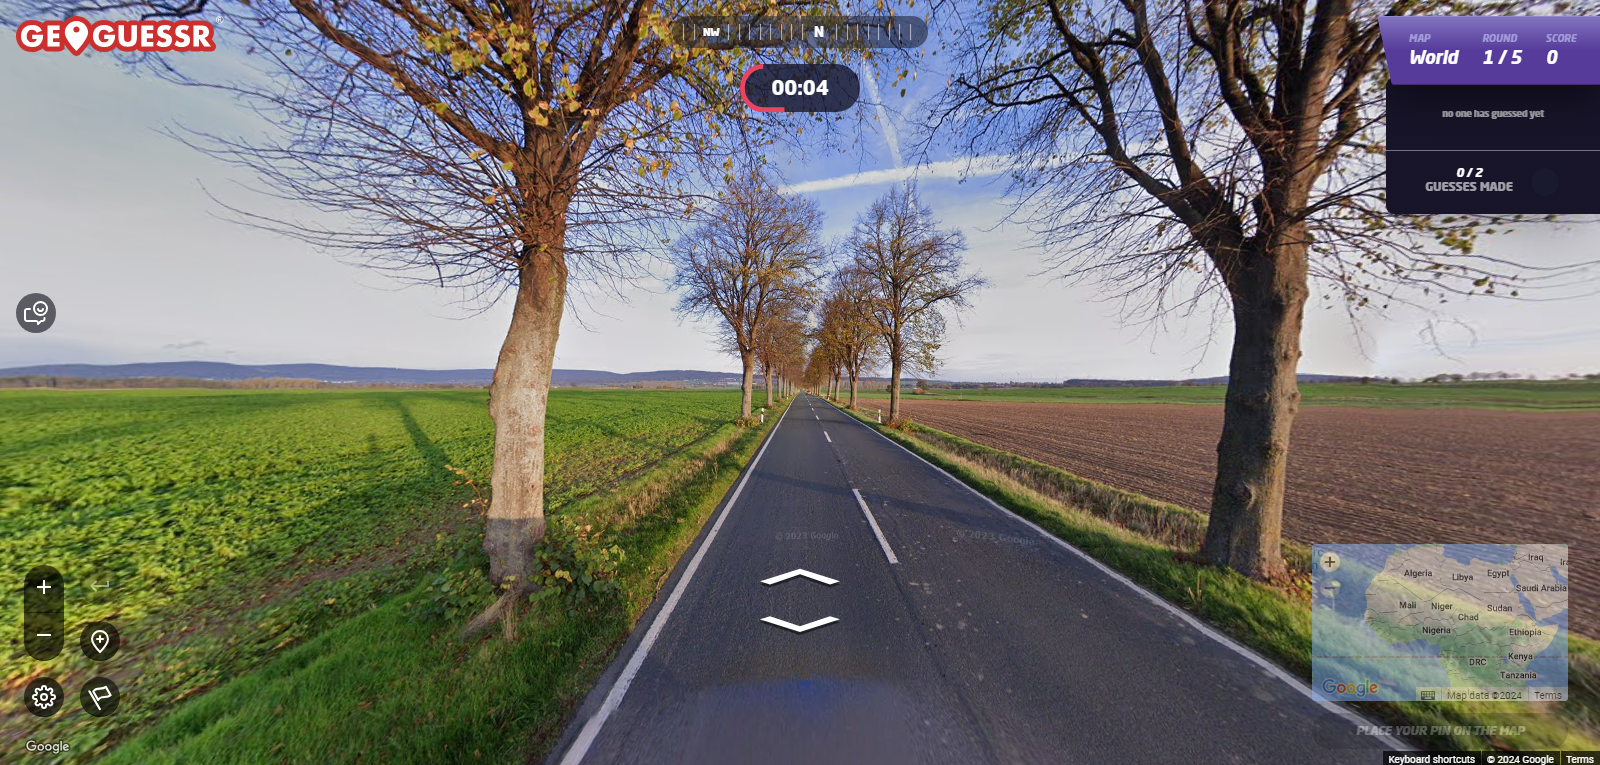 GEOGUESSR®
NW N
00:04
MAP ROUND SCORE
World 1 / 5 0
no one has guessed yet
0 / 2
GUESSES MADE
© 2023 Google
© 2023 Google
Iraq
Algeria Libya Egypt
Saudi Arabia
Mali Niger Chad Sudan
Nigeria Ethiopia
DRC Kenya
Tanzania
Google
Map data ©2024 Terms
PLACE YOUR PIN ON THE MAP
Google
Keyboard shortcuts © 2024 Google Terms